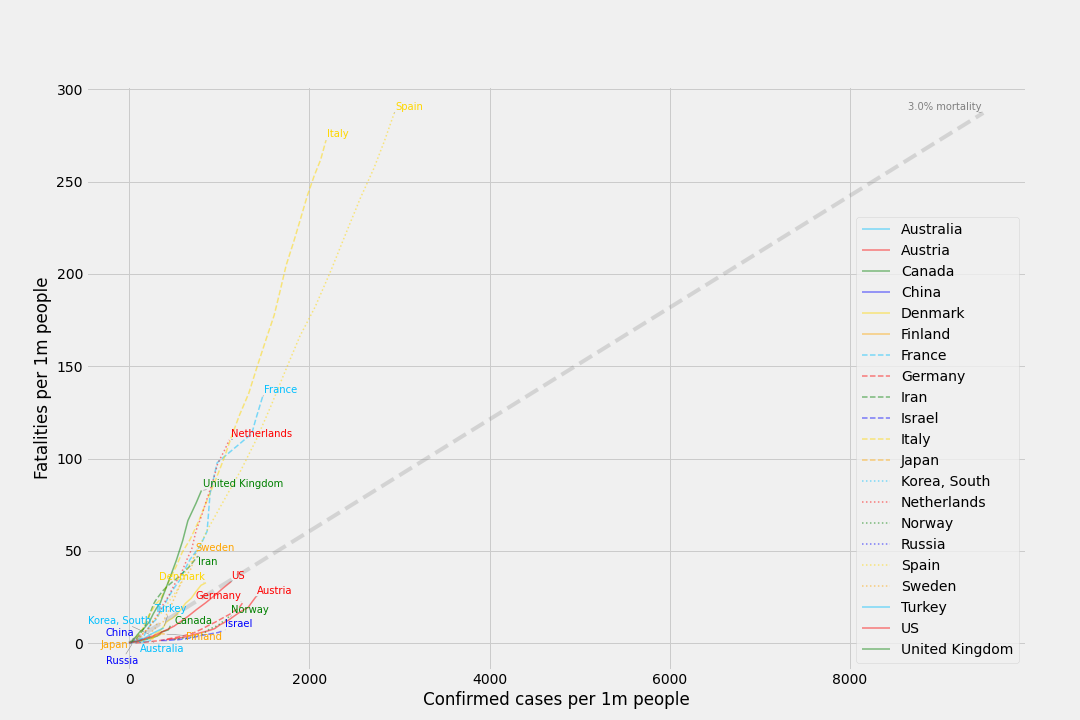 300
250
200
150
100
50
0
Fatalities per 1m people
0
2000
4000
6000
8000
Confirmed cases per 1m people
Spain
Italy
3.0% mortality
France
Netherlands
United Kingdom
Sweden
Iran
Denmark
US
Germany
Austria
Turkey
Norway
Korea, South
Canada
Israel
China
Finland
Japan
Australia
Russia
Australia
Austria
Canada
China
Denmark
Finland
France
Germany
Iran
Israel
Italy
Japan
Korea, South
Netherlands
Norway
Russia
Spain
Sweden
Turkey
US
United Kingdom